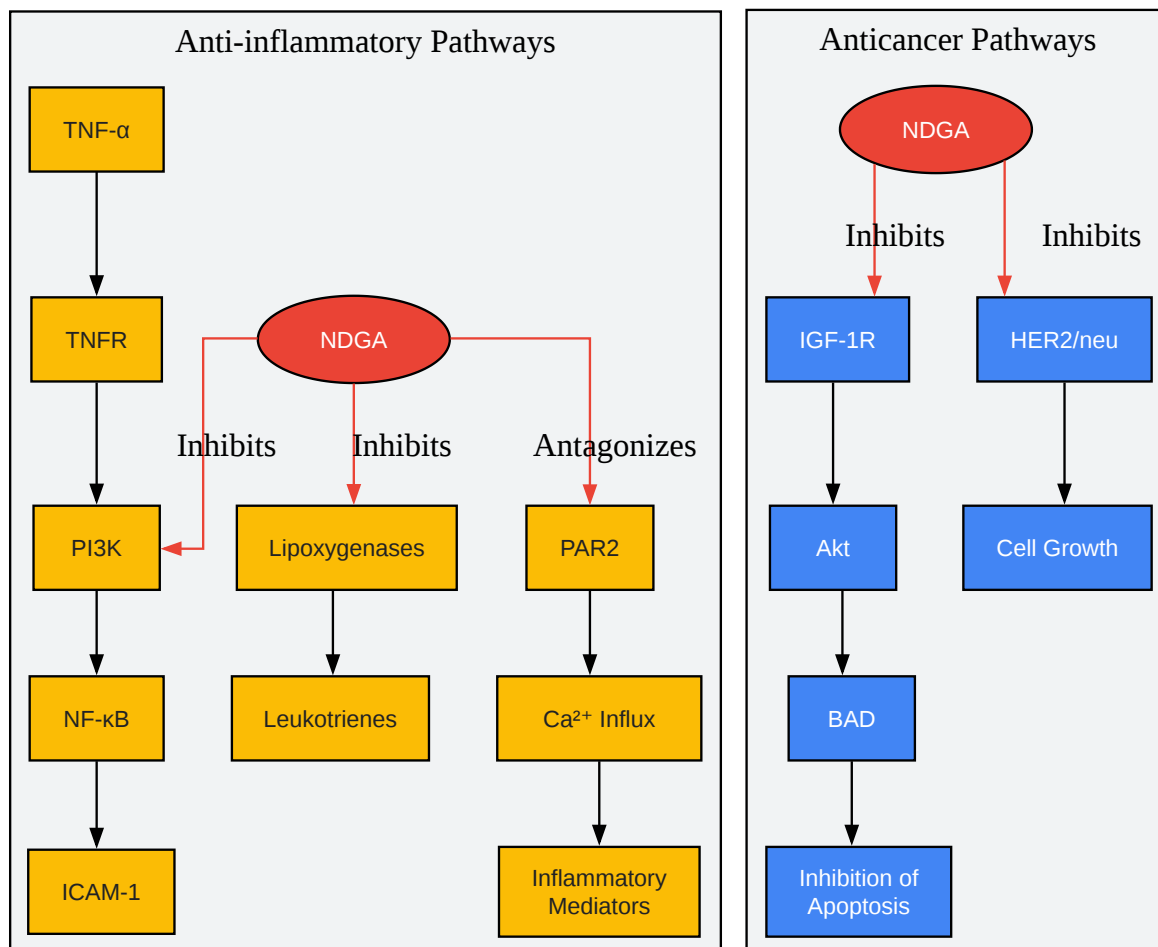 Anti-inflammatory Pathways
TNF-α
TNFR
NDGA
Inhibits
Inhibits
Antagonizes
PI3K
Lipoxygenases
PAR2
NF-κB
Leukotrienes
Ca²⁺ Influx
ICAM-1
Inflammatory
Mediators
Anticancer Pathways
NDGA
Inhibits
Inhibits
IGF-1R
HER2/neu
Akt
Cell Growth
BAD
Inhibition of
Apoptosis